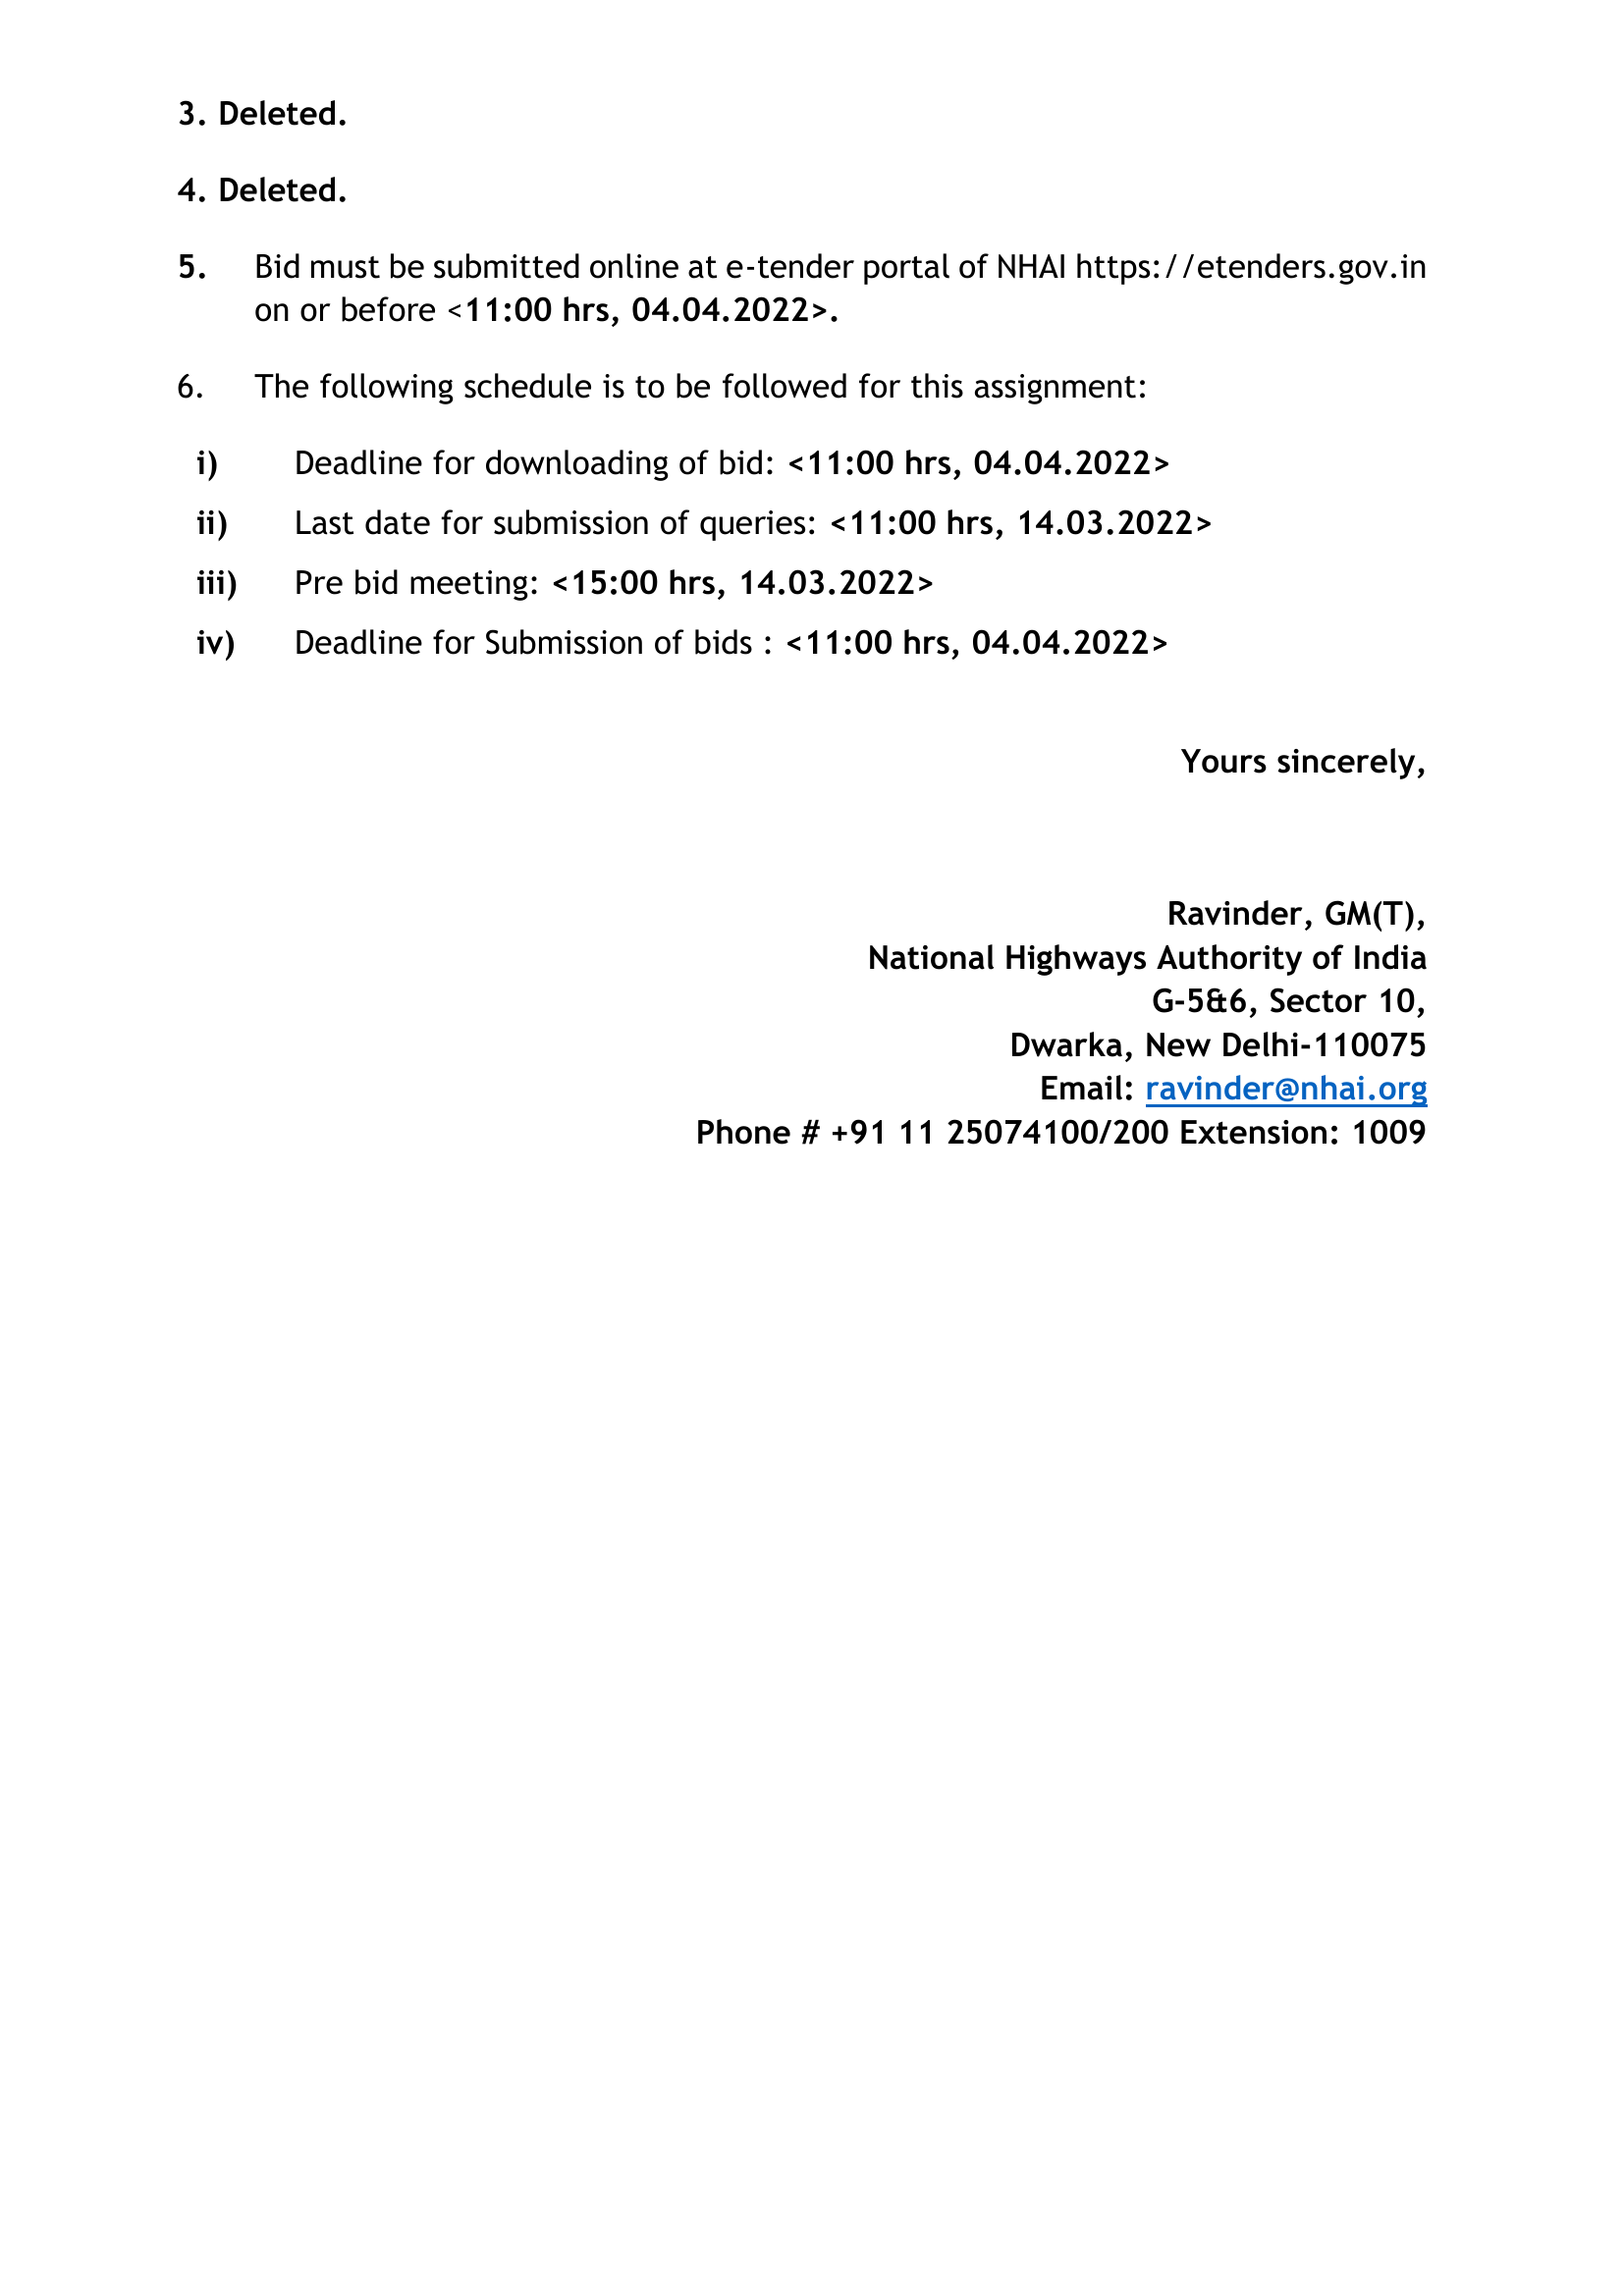 3. Deleted.
4. Deleted.
5. Bid must be submitted online at e-tender portal of NHAI https://etenders.gov.in
on or before <11:00 hrs, 04.04.2022>.
6. The following schedule is to be followed for this assignment:
i) Deadline for downloading of bid: <11:00 hrs, 04.04.2022>
ii) Last date for submission of queries: <11:00 hrs, 14.03.2022>
iii) Pre bid meeting: <15:00 hrs, 14.03.2022>
iv) Deadline for Submission of bids : <11:00 hrs, 04.04.2022>
Yours sincerely,
Ravinder, GM(T),
National Highways Authority of India
G-5&6, Sector 10,
Dwarka, New Delhi-110075
Email: ravinder@nhai.org
Phone # +91 11 25074100/200 Extension: 1009